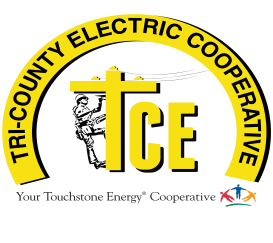 TRI-COUNTY ELECTRIC COOPERATIVE
TCE
Your Touchstone Energy® Cooperative